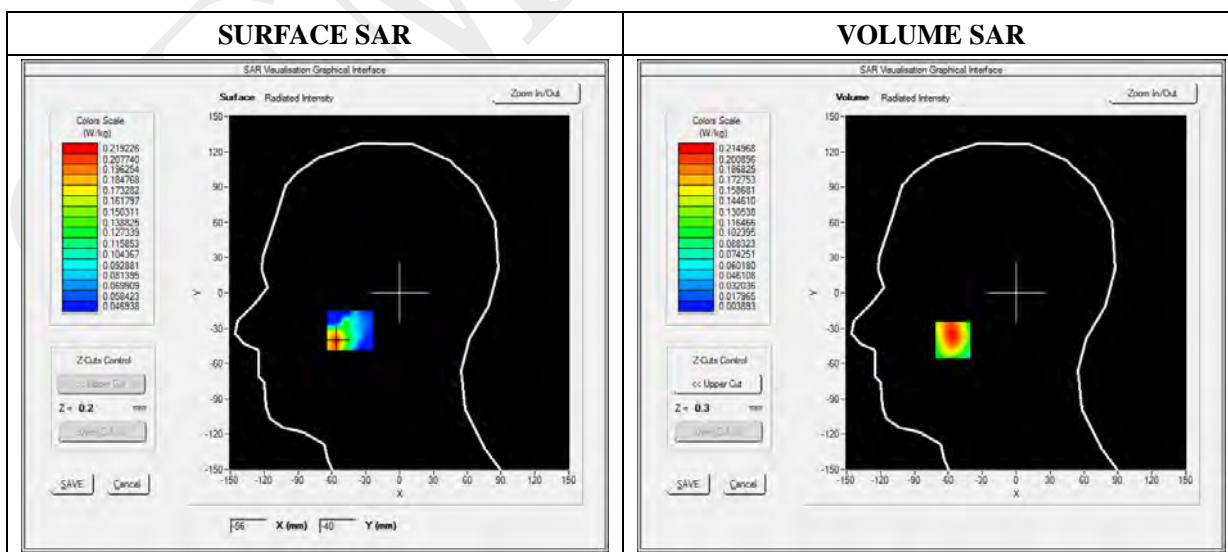 SURFACE SAR
VOLUME SAR
SAR Visualisation Graphical Interface
Surface Radiated Intensity
Zoom In/Out
Colors Scale
(W/kg)
0.219226
0.207740
0.196254
0.184768
0.173282
0.161797
0.150311
0.138825
0.127339
0.115853
0.104367
0.092881
0.081395
0.069909
0.058423
0.046938
150
120
90
60
30
0
-30
-60
-90
-120
-150
Y
-150 -120 -90 -60 -30 0 30 60 90 120 150
X
Z-Cuts Control
<< Upper Cut
Z = 0.2 mm
SAVE Cancel
-56 X (mm) -40 Y (mm)
SAR Visualisation Graphical Interface
Volume Radiated Intensity
Zoom In/Out
Colors Scale
(W/kg)
0.214968
0.200896
0.186825
0.172753
0.158681
0.144610
0.130538
0.116466
0.102395
0.088323
0.074251
0.060180
0.046108
0.032036
0.017965
0.003893
150
120
90
60
30
0
-30
-60
-90
-120
-150
Y
-150 -120 -90 -60 -30 0 30 60 90 120 150
X
Z-Cuts Control
<< Upper Cut
Z = 0.3 mm
SAVE Cancel